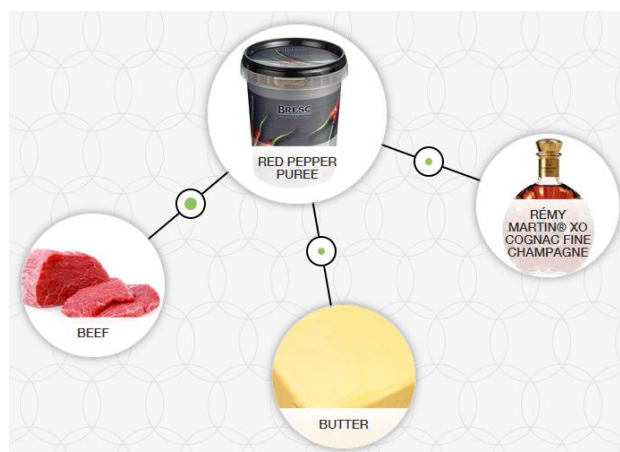 BRESC
RED PEPPER
PUREE
RÉMY
MARTIN® XO
COGNAC FINE
CHAMPAGNE
BEEF
BUTTER